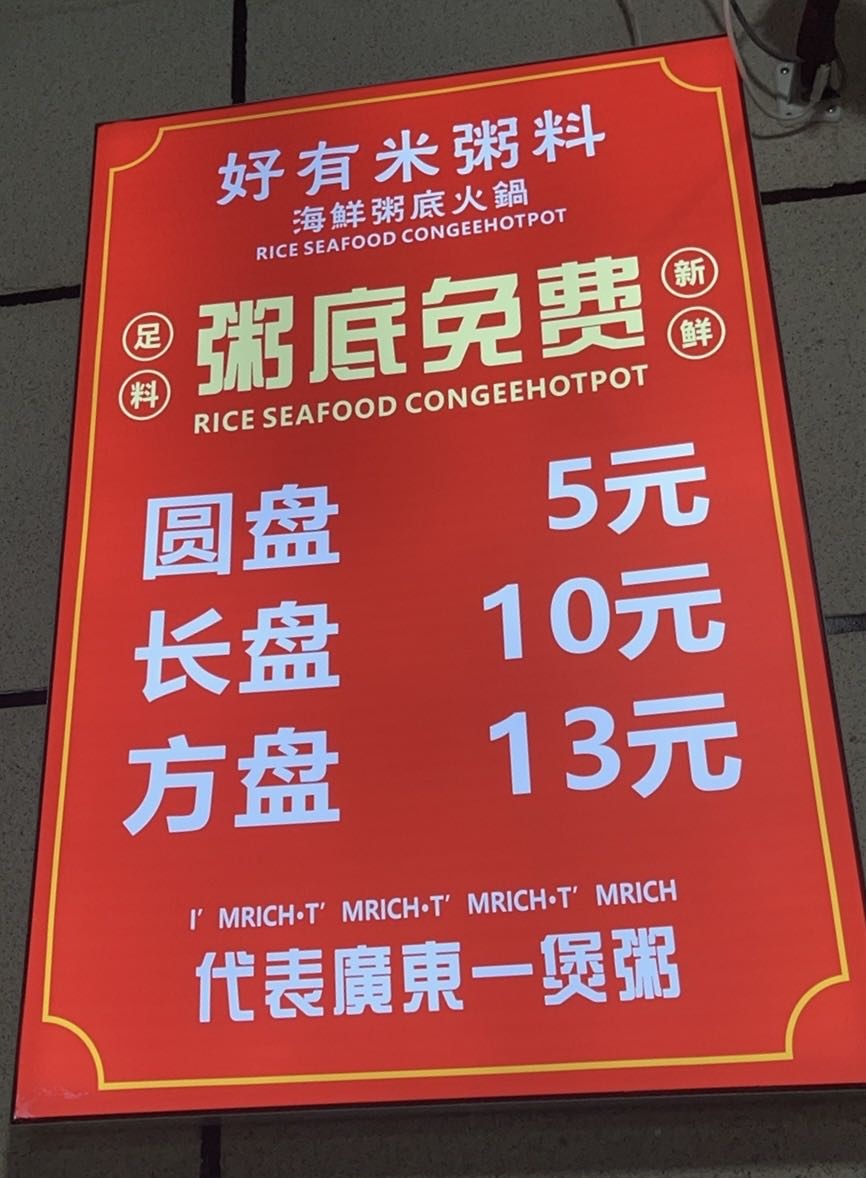 好有米粥料
海鮮粥底火鍋
RICE SEAFOOD CONGEEHOTPOT
足料
粥底免费
新鲜
RICE SEAFOOD CONGEEHOTPOT
圆盘 5元
长盘 10元
方盘 13元
I'MRICH•T'MRICH•T'MRICH•T'MRICH
代表廣東一煲粥